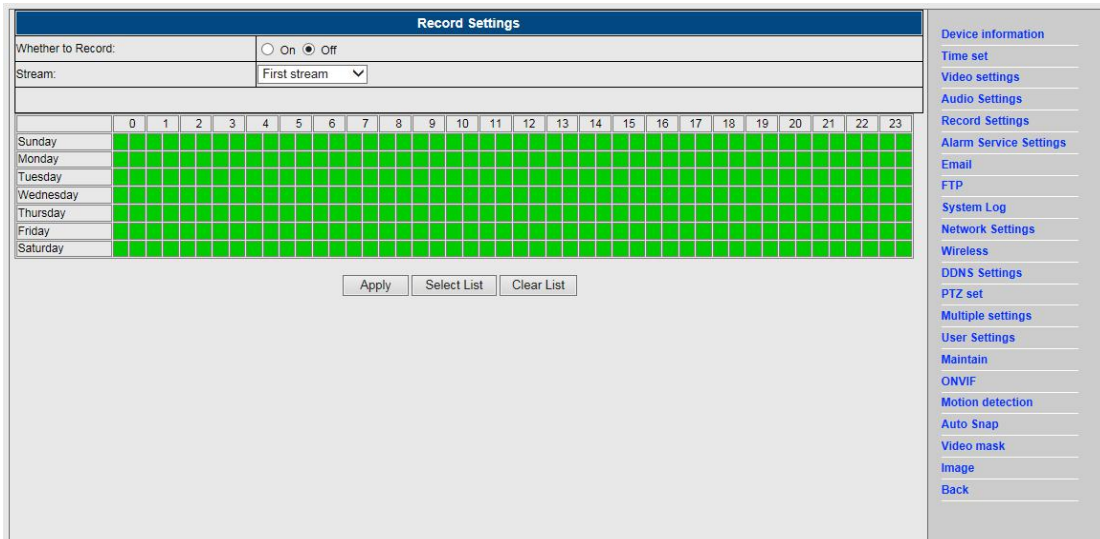 Record Settings
Whether to Record: On Off
Stream: First stream
0 1 2 3 4 5 6 7 8 9 10 11 12 13 14 15 16 17 18 19 20 21 22 23
Sunday
Monday
Tuesday
Wednesday
Thursday
Friday
Saturday
Apply Select List Clear List
Device information
Time set
Video settings
Audio Settings
Record Settings
Alarm Service Settings
Email
FTP
System Log
Network Settings
Wireless
DDNS Settings
PTZ set
Multiple settings
User Settings
Maintain
ONVIF
Motion detection
Auto Snap
Video mask
Image
Back